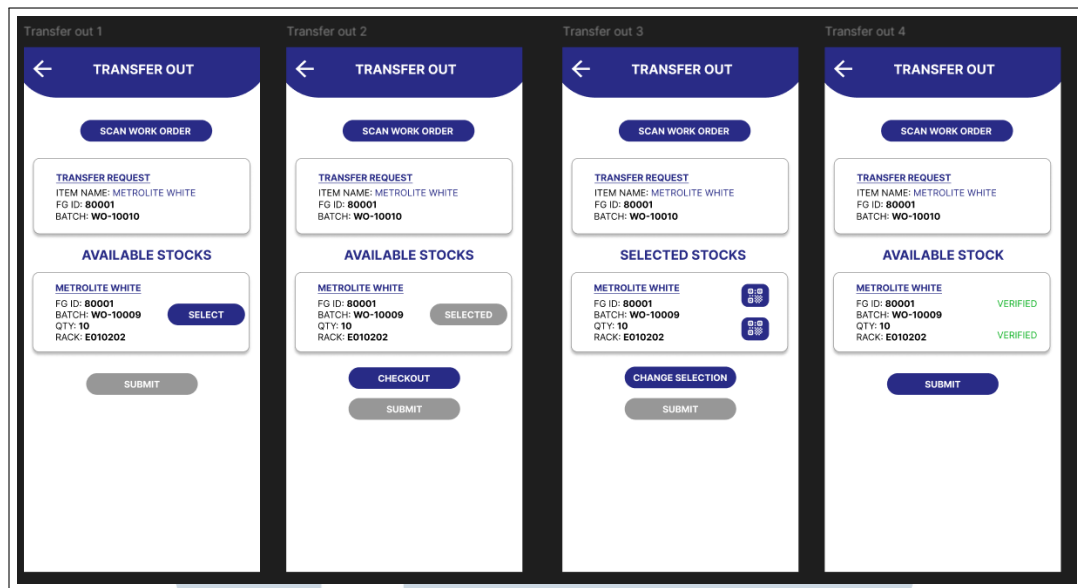 Transfer out 1
TRANSFER OUT
SCAN WORK ORDER
TRANSFER REQUEST
ITEM NAME: METROLITE WHITE
FG ID: 80001
BATCH: WO-10010
AVAILABLE STOCKS
METROLITE WHITE
FG ID: 80001
BATCH: WO-10009
QTY: 10
RACK: E010202
SELECT
SUBMIT
Transfer out 2
TRANSFER OUT
SCAN WORK ORDER
TRANSFER REQUEST
ITEM NAME: METROLITE WHITE
FG ID: 80001
BATCH: WO-10010
AVAILABLE STOCKS
METROLITE WHITE
FG ID: 80001
BATCH: WO-10009
QTY: 10
RACK: E010202
SELECTED
CHECKOUT
SUBMIT
Transfer out 3
TRANSFER OUT
SCAN WORK ORDER
TRANSFER REQUEST
ITEM NAME: METROLITE WHITE
FG ID: 80001
BATCH: WO-10010
SELECTED STOCKS
METROLITE WHITE
FG ID: 80001
BATCH: WO-10009
QTY: 10
RACK: E010202
CHANGE SELECTION
SUBMIT
Transfer out 4
TRANSFER OUT
SCAN WORK ORDER
TRANSFER REQUEST
ITEM NAME: METROLITE WHITE
FG ID: 80001
BATCH: WO-10010
AVAILABLE STOCK
METROLITE WHITE
FG ID: 80001
VERIFIED
BATCH: WO-10009
QTY: 10
RACK: E010202
VERIFIED
SUBMIT